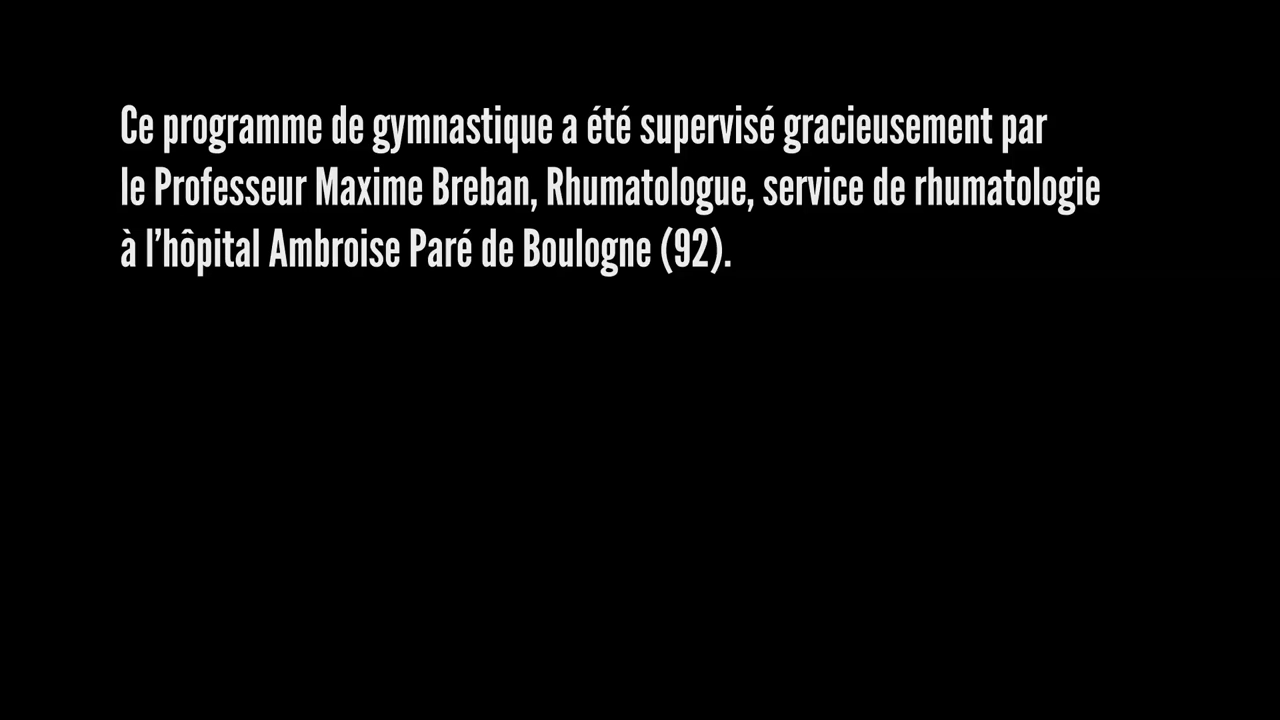 Ce programme de gymnastique a été supervisé gracieusement par
le Professeur Maxime Breban, Rhumatologue, service de rhumatologie
à l’hôpital Ambroise Paré de Boulogne (92).